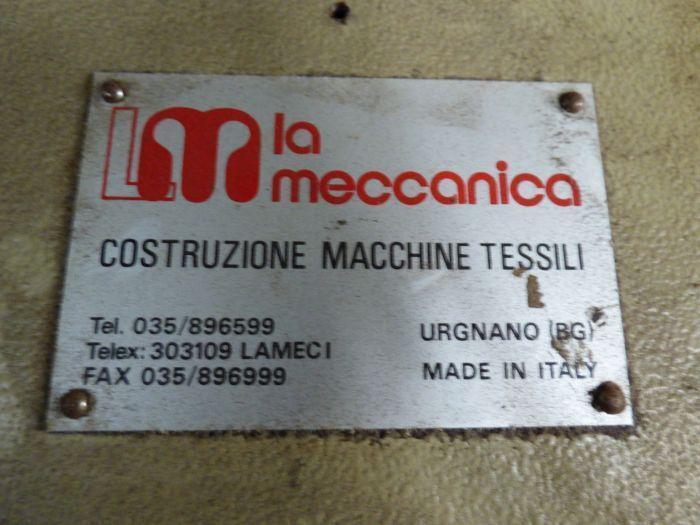 LM la
meccanica
COSTRUZIONE MACCHINE TESSILI
Tel. 035/896599
Telex: 303109 LAMECI
FAX 035/896999
URGNANO (BG)
MADE IN ITALY